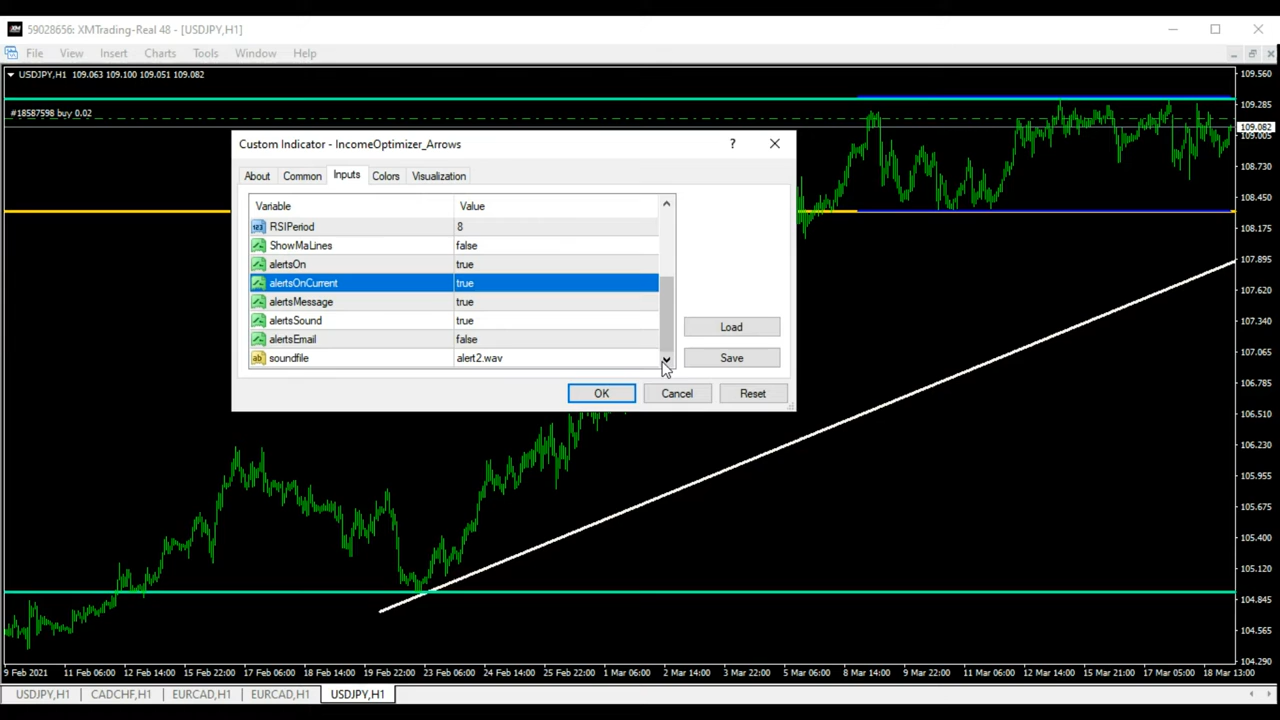 59028656: XMTrading-Real 48 - [USDJPY,H1]
File View Insert Charts Tools Window Help
USDJPY,H1 109.063 109.100 109.051 109.082
#18587598 buy 0.02
Custom Indicator - IncomeOptimizer_Arrows
About Common Inputs Colors Visualization
Variable Value
RSIPeriod 8
ShowMaLines false
alertsOn true
alertsOnCurrent true
alertsMessage true
alertsSound true
alertsEmail false
soundfile alert2.wav
Load
Save
OK Cancel Reset
109.560
109.285
109.082
109.005
108.730
108.450
108.175
107.895
107.620
107.340
107.065
106.785
106.510
106.230
105.955
105.675
105.400
105.120
104.845
104.565
104.290
9 Feb 2021 11 Feb 06:00 12 Feb 14:00 15 Feb 22:00 17 Feb 06:00 18 Feb 14:00 19 Feb 22:00 23 Feb 06:00 24 Feb 14:00 25 Feb 22:00 1 Mar 06:00 2 Mar 14:00 3 Mar 22:00 5 Mar 06:00 8 Mar 14:00 9 Mar 22:00 11 Mar 06:00 12 Mar 14:00 15 Mar 21:00 17 Mar 05:00 18 Mar 13:00
USDJPY,H1 CADCHF,H1 EURCAD,H1 EURCAD,H1 USDJPY,H1